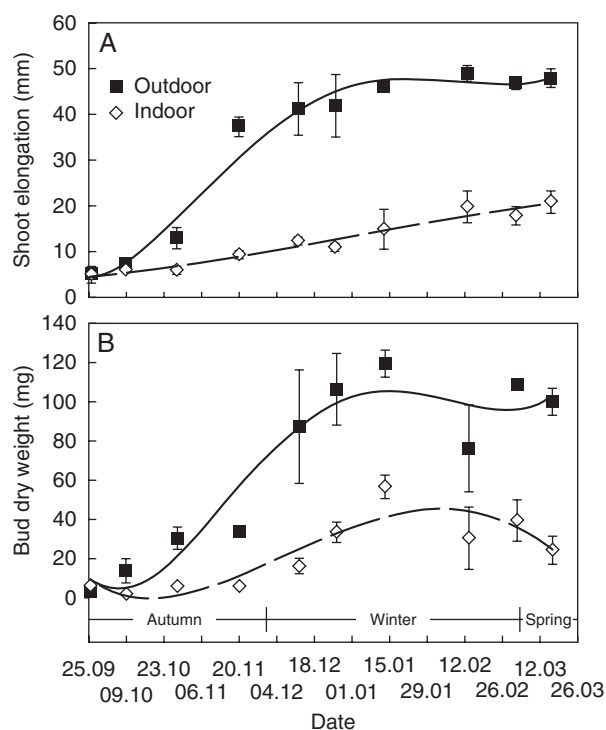 A
Outdoor
Indoor
Shoot elongation (mm)
60
50
40
30
20
10
0
B
Bud dry weight (mg)
140
120
100
80
60
40
20
0
Autumn Winter Spring
25.09 23.10 20.11 18.12 15.01 12.02 12.03
09.10 06.11 04.12 01.01 29.01 26.02 26.03
Date